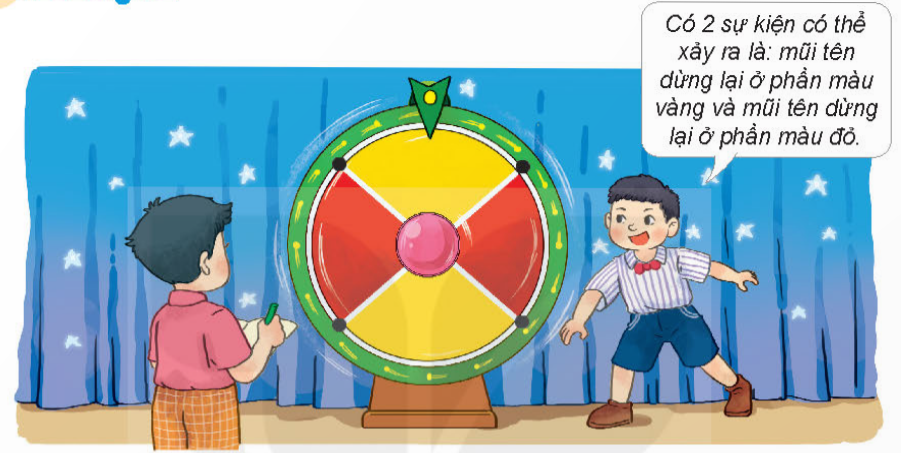 Có 2 sự kiện có thể
xảy ra là: mũi tên
dừng lại ở phần màu
vàng và mũi tên dừng
lại ở phần màu đỏ.